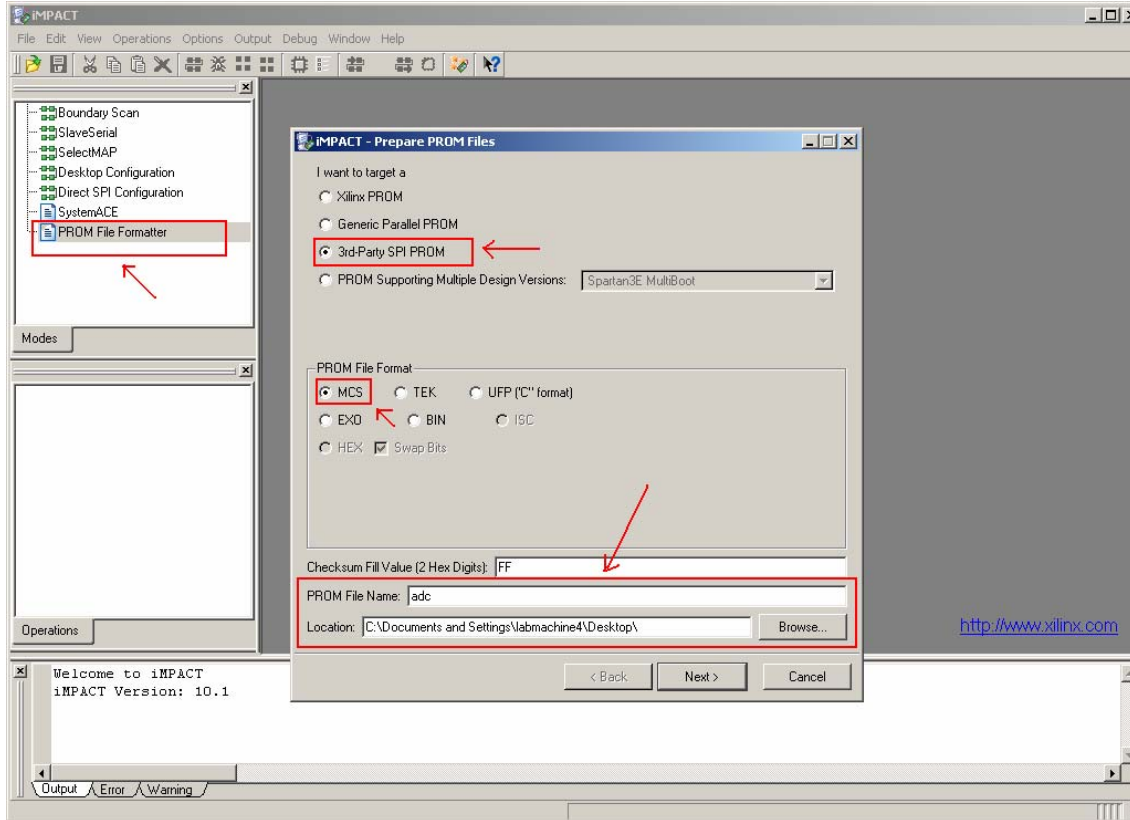 iMPACT
File Edit View Operations Options Output Debug Window Help
Boundary Scan
SlaveSerial
SelectMAP
Desktop Configuration
Direct SPI Configuration
SystemACE
PROM File Formatter
Modes
Operations
iMPACT - Prepare PROM Files
I want to target a
Xilinx PROM
Generic Parallel PROM
3rd-Party SPI PROM
PROM Supporting Multiple Design Versions: Spartan3E MultiBoot
PROM File Format
MCS TEK UFP ("C" format)
EXO BIN ISC
HEX Swap Bits
Checksum Fill Value (2 Hex Digits): FF
PROM File Name: adc
Location: C:\Documents and Settings\labmachine4\Desktop\ Browse...
< Back Next > Cancel
http://www.xilinx.com
Welcome to iMPACT
iMPACT Version: 10.1
Output Error Warning